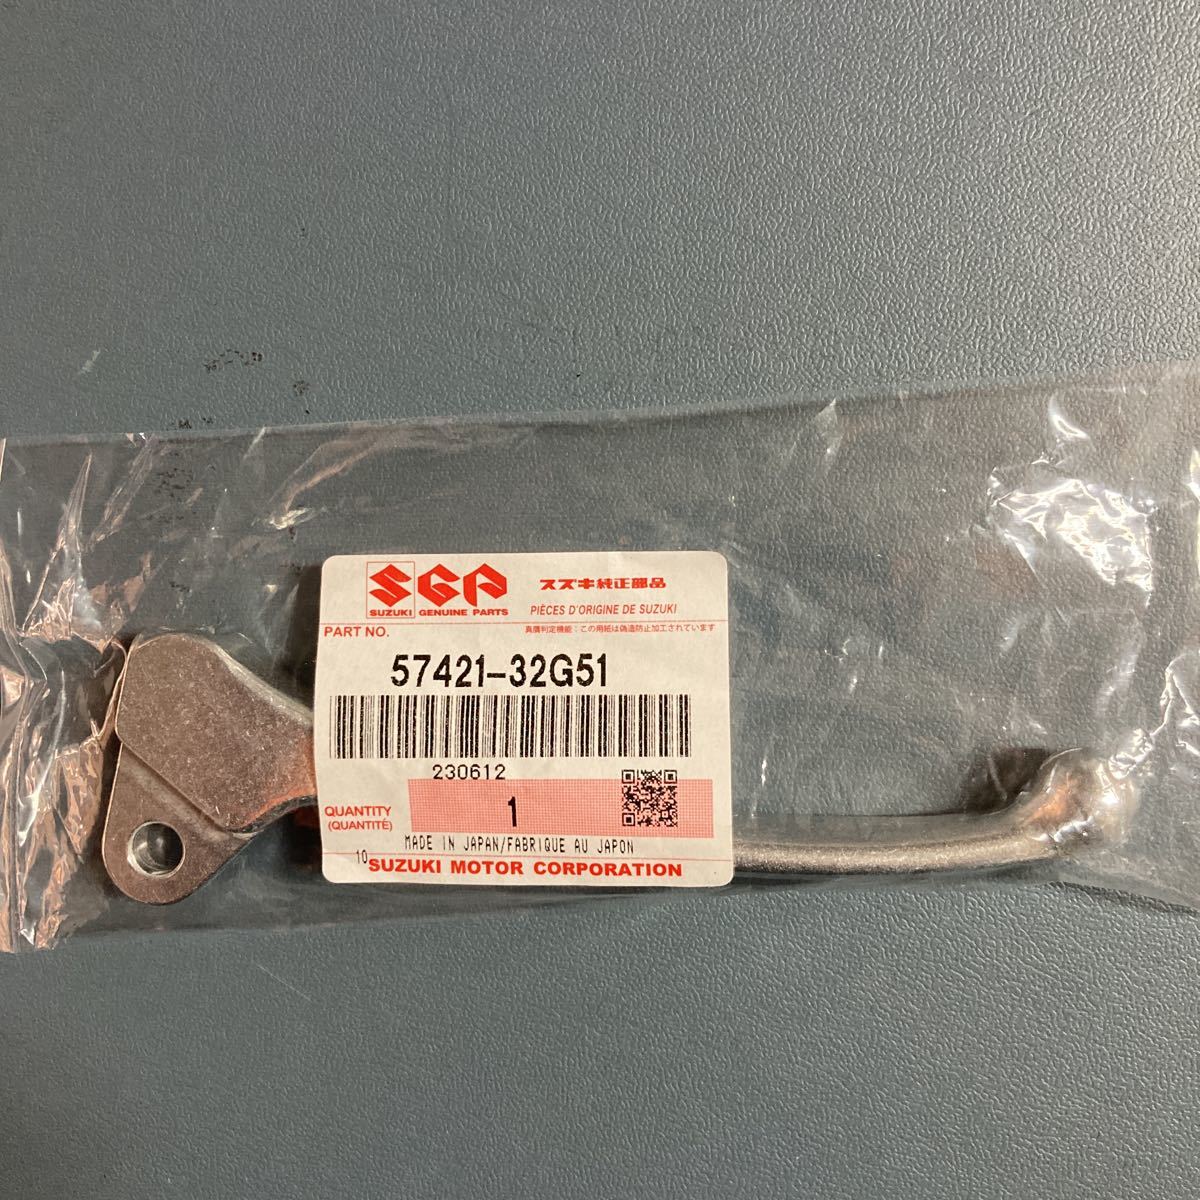 SGP スズキ純正部品
SUZUKI GENUINE PARTS PIÈCES D'ORIGINE DE SUZUKI
PART NO. 真贋判定機能：この用紙は偽造防止加工されています
57421-32G51
230612
QUANTITY
(QUANTITÉ) 1
MADE IN JAPAN/FABRIQUE AU JAPON
10 SUZUKI MOTOR CORPORATION